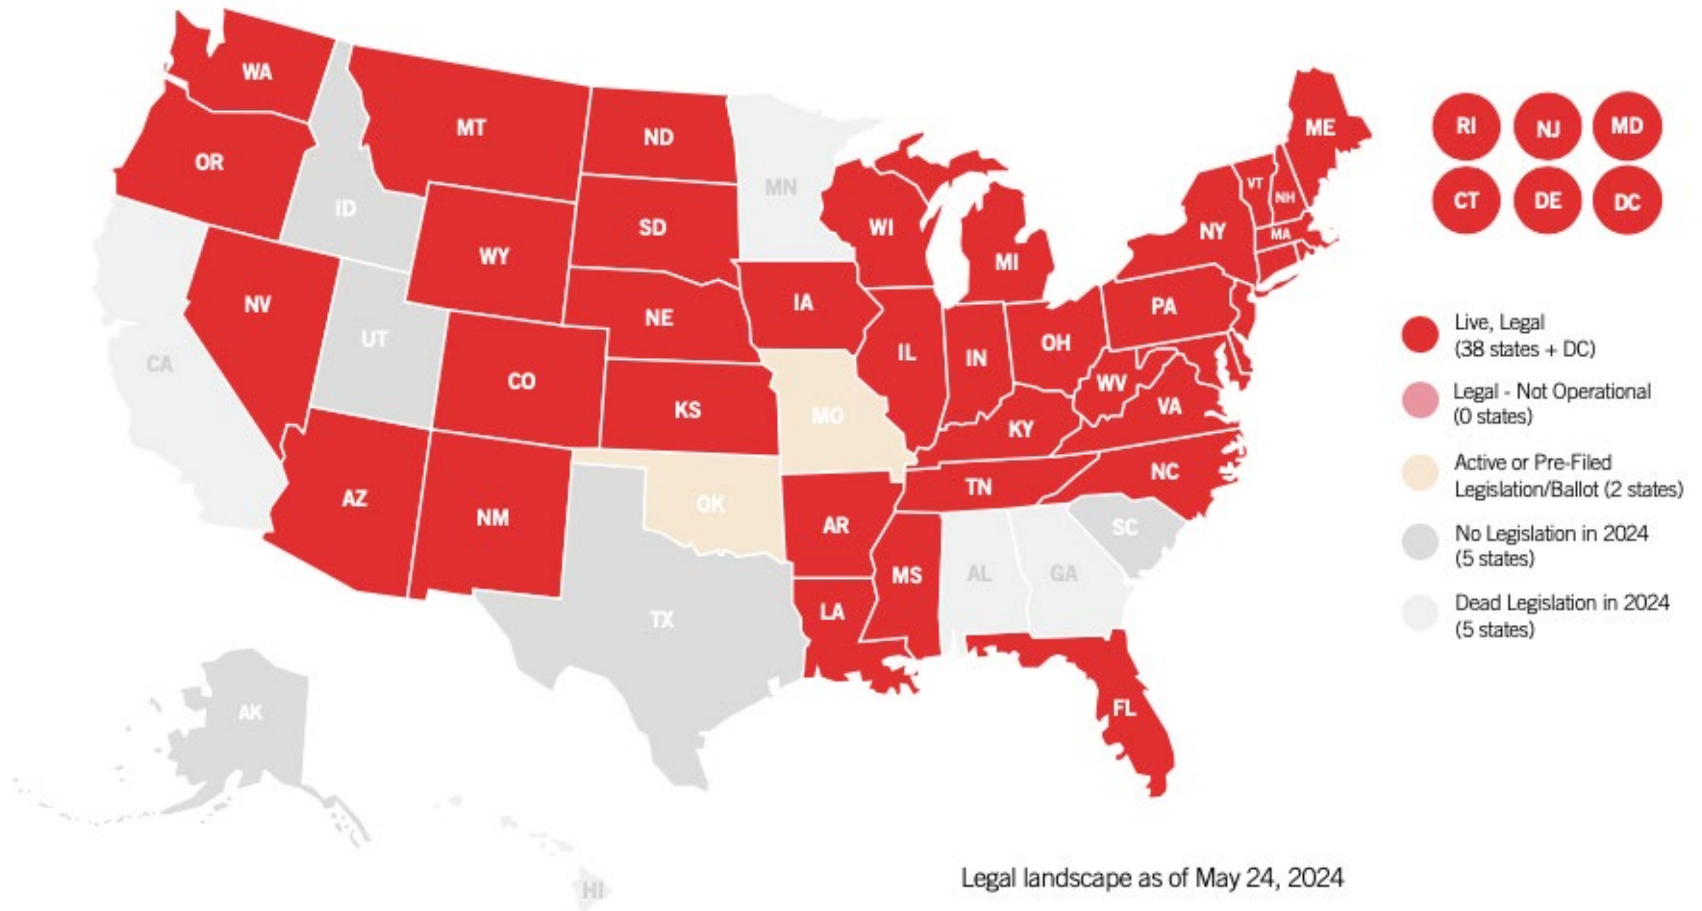 WA
MT
ND
MN
OR
ID
SD
WI
WY
MI
NY
VT
NH
ME
MA
RI
NJ
MD
CT
DE
DC
NV
UT
CA
NE
IA
CO
KS
MO
IL
IN
OH
PA
WV
VA
KY
NC
TN
AZ
NM
OK
AR
SC
MS
AL
GA
TX
LA
FL
AK
HI
Live, Legal
(38 states + DC)
Legal - Not Operational
(0 states)
Active or Pre-Filed
Legislation/Ballot (2 states)
No Legislation in 2024
(5 states)
Dead Legislation in 2024
(5 states)
Legal landscape as of May 24, 2024